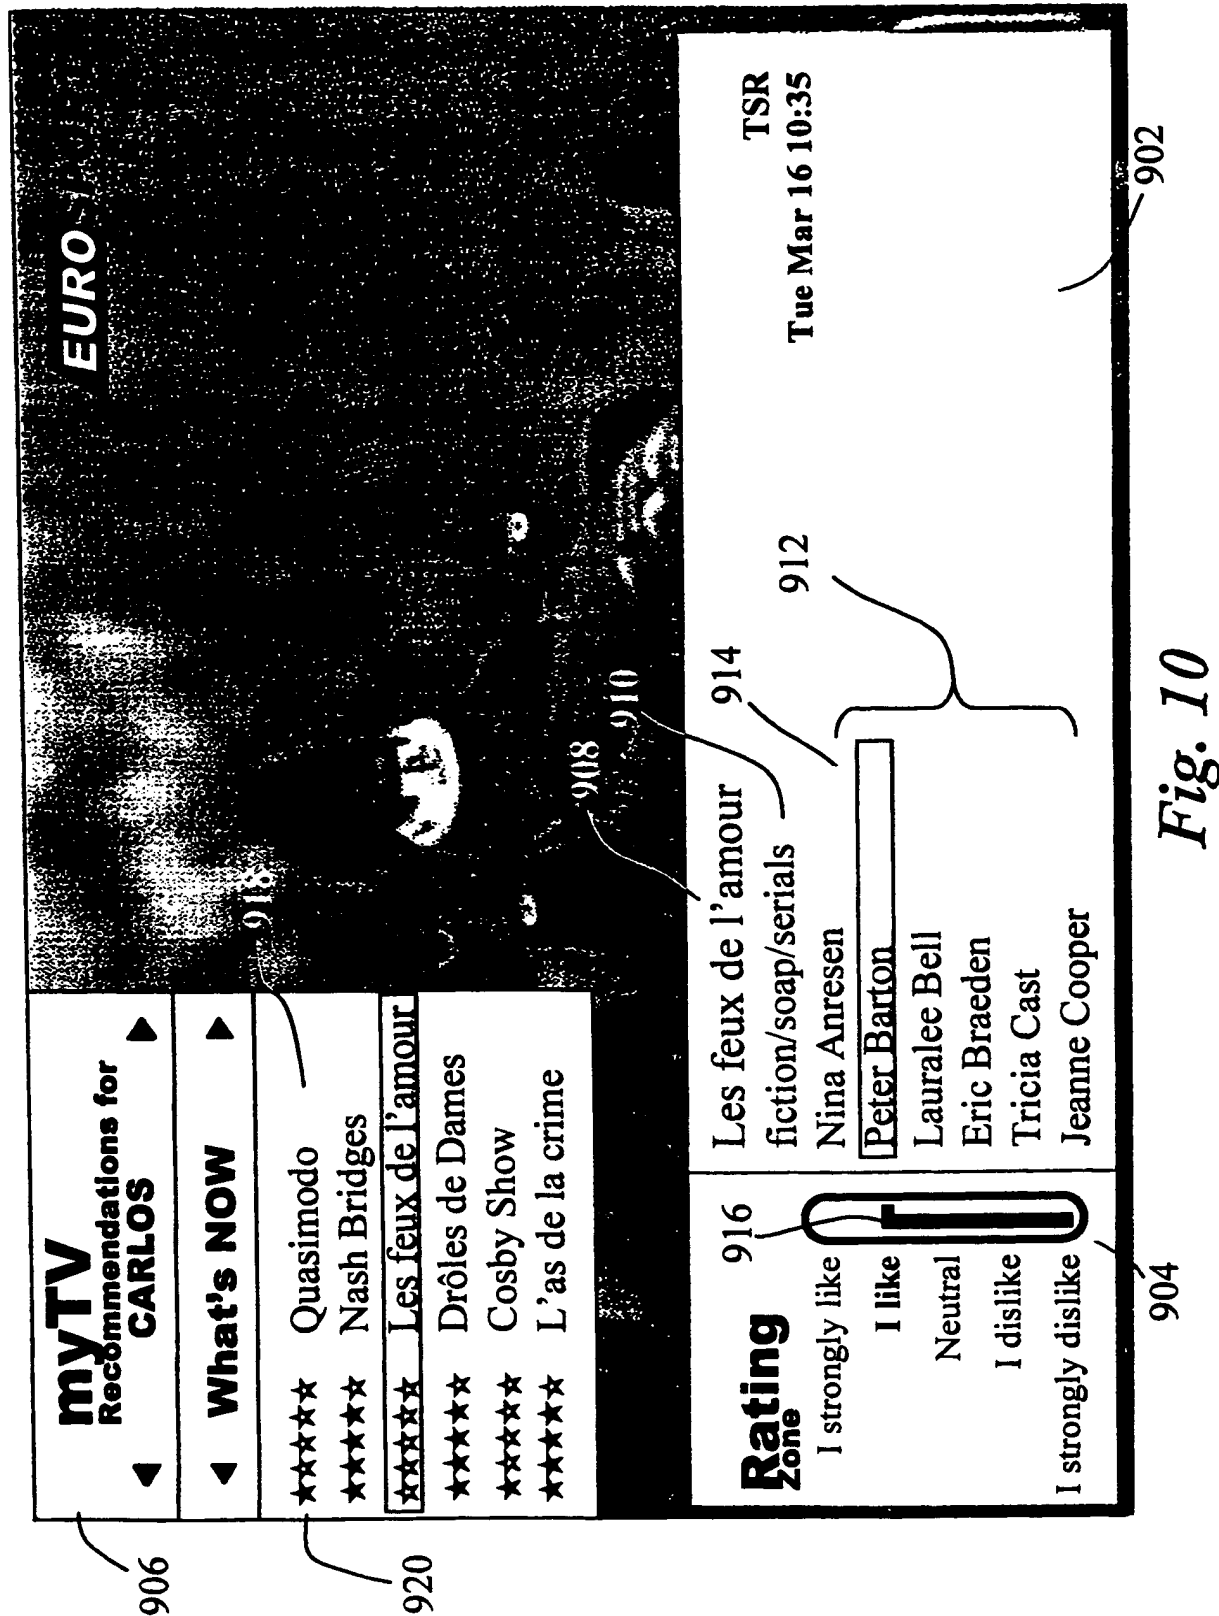 906
myTV
Recommendations for
CARLOS
What's NOW
920
★★★★★ Quasimodo
918
★★★★★ Nash Bridges
★★★★★ Les feux de l'amour
★★★★ Drôles de Dames
★★★★ Cosby Show
★★★★ L'as de la crime
EURO
908
910
914
912
Rating
Zone
916
I strongly like
I like
Neutral
I dislike
I strongly dislike
904
Les feux de l'amour
fiction/soap/serials
Nina Anresen
Peter Barton
Lauralee Bell
Eric Braeden
Tricia Cast
Jeanne Cooper
TSR
Tue Mar 16 10:35
902
Fig. 10